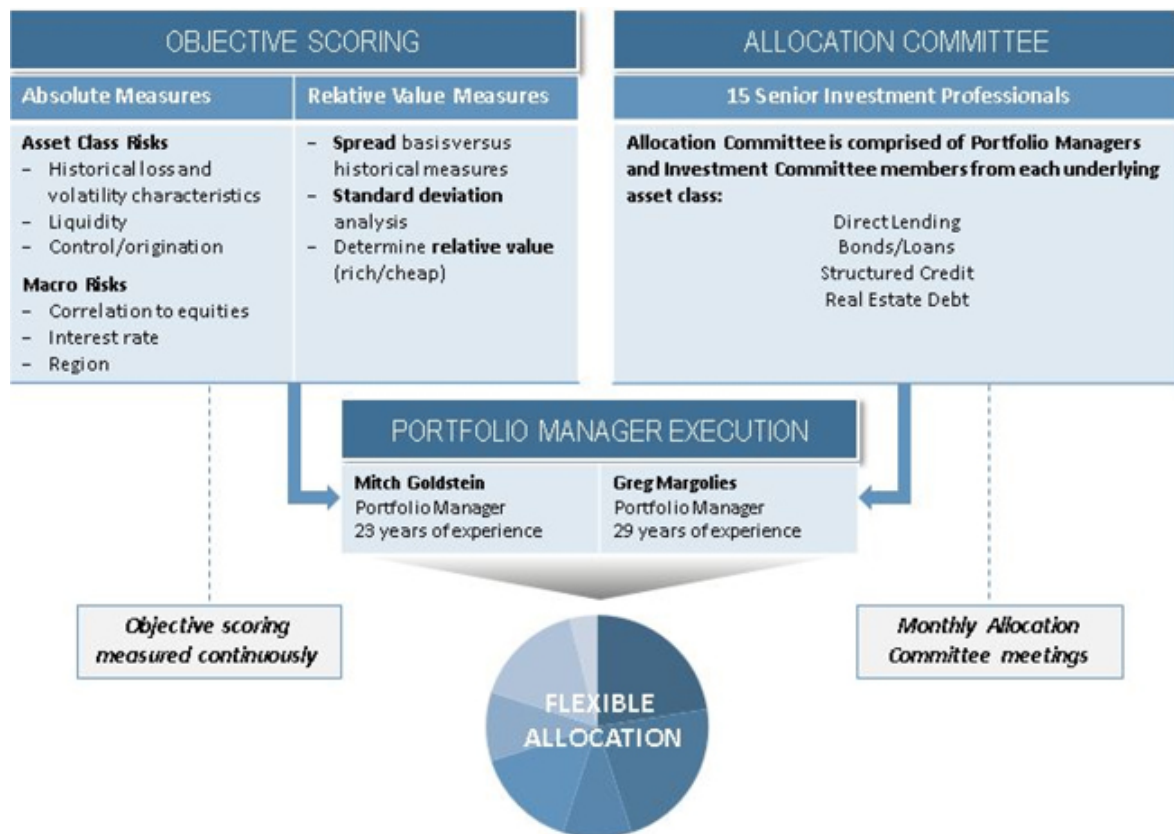 OBJECTIVE SCORING
Absolute Measures
Asset Class Risks
– Historical loss and
volatility characteristics
– Liquidity
– Control/origination
Macro Risks
– Correlation to equities
– Interest rate
– Region
Relative Value Measures
– Spread basis versus
historical measures
– Standard deviation
analysis
– Determine relative value
(rich/cheap)
ALLOCATION COMMITTEE
15 Senior Investment Professionals
Allocation Committee is comprised of Portfolio Managers
and Investment Committee members from each underlying
asset class:
Direct Lending
Bonds/Loans
Structured Credit
Real Estate Debt
PORTFOLIO MANAGER EXECUTION
Mitch Goldstein
Portfolio Manager
23 years of experience
Greg Margolies
Portfolio Manager
29 years of experience
Objective scoring
measured continuously
Monthly Allocation
Committee meetings
FLEXIBLE
ALLOCATION